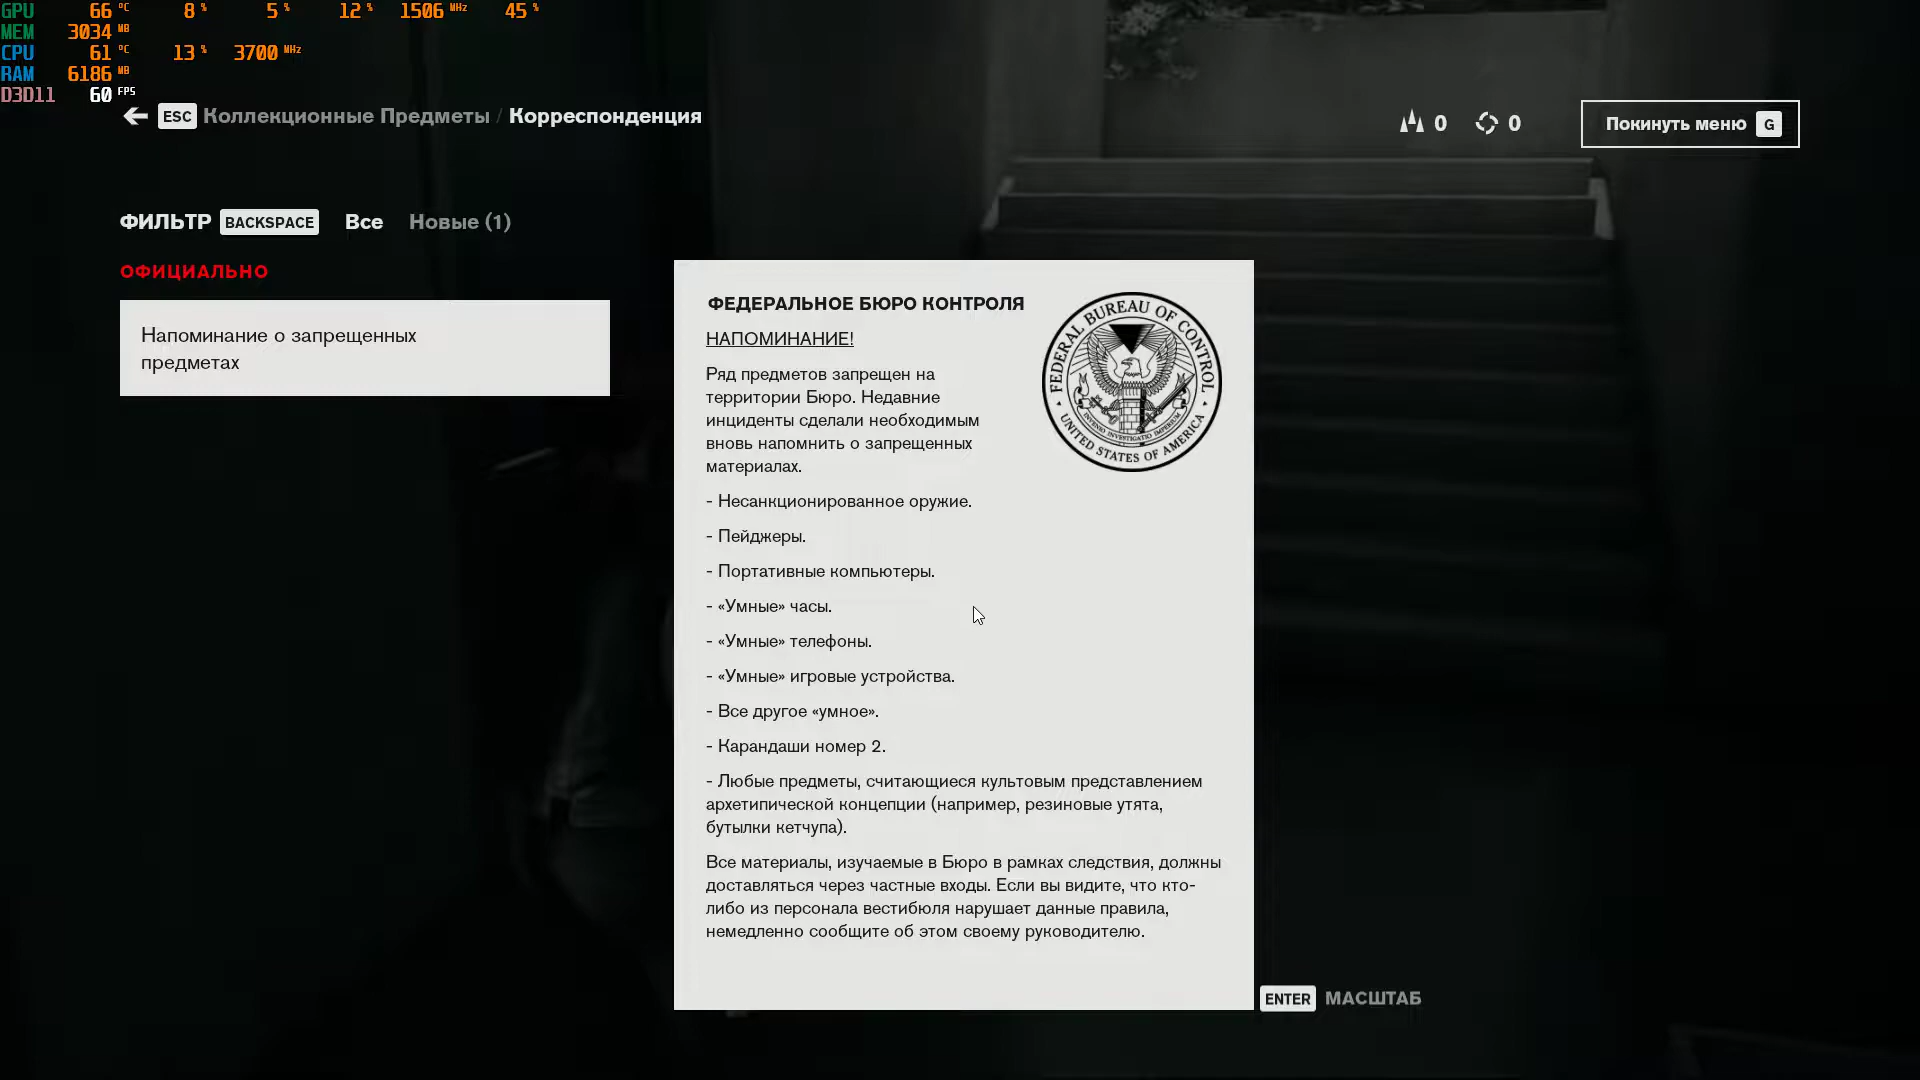 GPU 66 °C 8 % 5 % 12 % 1506 MHz 45 %
MEM 3034 MB
CPU 61 °C 13 % 3700 MHz
RAM 6186 MB
D3D11 60 FPS
ESC Коллекционные Предметы / Корреспонденция
0 0
Покинуть меню G
ФИЛЬТР BACKSPACE Все Новые (1)
ОФИЦИАЛЬНО
Напоминание о запрещенных
предметах
ФЕДЕРАЛЬНОЕ БЮРО КОНТРОЛЯ
НАПОМИНАНИЕ!
FEDERAL BUREAU OF CONTROL
UNITED STATES OF AMERICA
INVENIO INVESTIGATIO IMPERIUM
Ряд предметов запрещен на
территории Бюро. Недавние
инциденты сделали необходимым
вновь напомнить о запрещенных
материалах.
- Несанкционированное оружие.
- Пейджеры.
- Портативные компьютеры.
- «Умные» часы.
- «Умные» телефоны.
- «Умные» игровые устройства.
- Все другое «умное».
- Карандаши номер 2.
- Любые предметы, считающиеся культовым представлением
архетипической концепции (например, резиновые утята,
бутылки кетчупа).
Все материалы, изучаемые в Бюро в рамках следствия, должны
доставляться через частные входы. Если вы видите, что кто-
либо из персонала вестибюля нарушает данные правила,
немедленно сообщите об этом своему руководителю.
ENTER МАСШТАБ